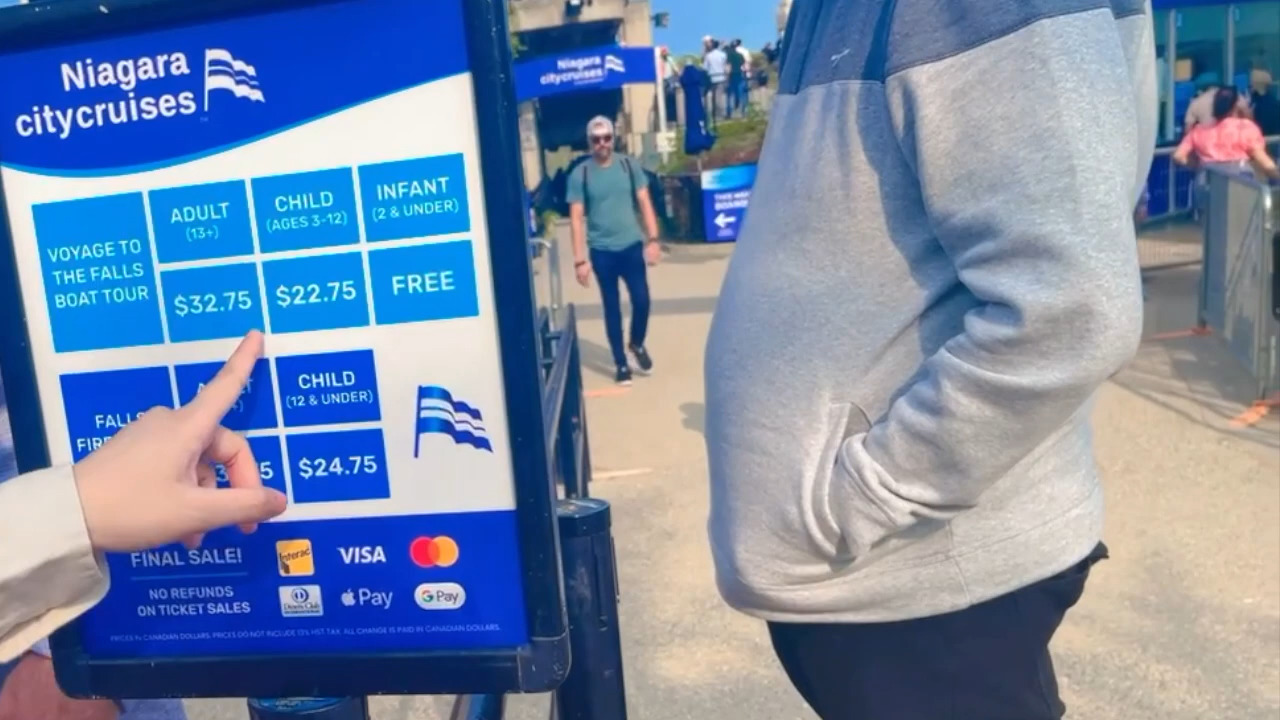 Niagara
citycruises
Niagara
citycruises
VOYAGE TO
THE FALLS
BOAT TOUR
ADULT
(13+)
CHILD
(AGES 3-12)
INFANT
(2 & UNDER)
$32.75
$22.75
FREE
CHILD
(12 & UNDER)
$24.75
FINAL SALE!
NO REFUNDS
ON TICKET SALES
Interac
VISA
Diners Club
Pay
G Pay
PRICES IN CANADIAN DOLLARS. PRICES DO NOT INCLUDE 13% HST TAX. ALL CHANGE IS PAID IN CANADIAN DOLLARS.
THIS WAY